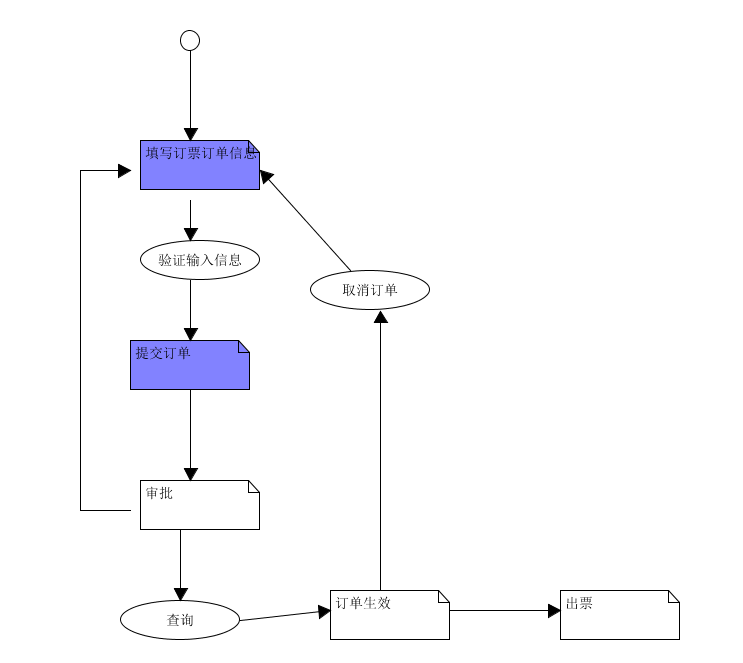 填写订票订单信息
验证输入信息
取消订单
提交订单
审批
订单生效
出票
查询